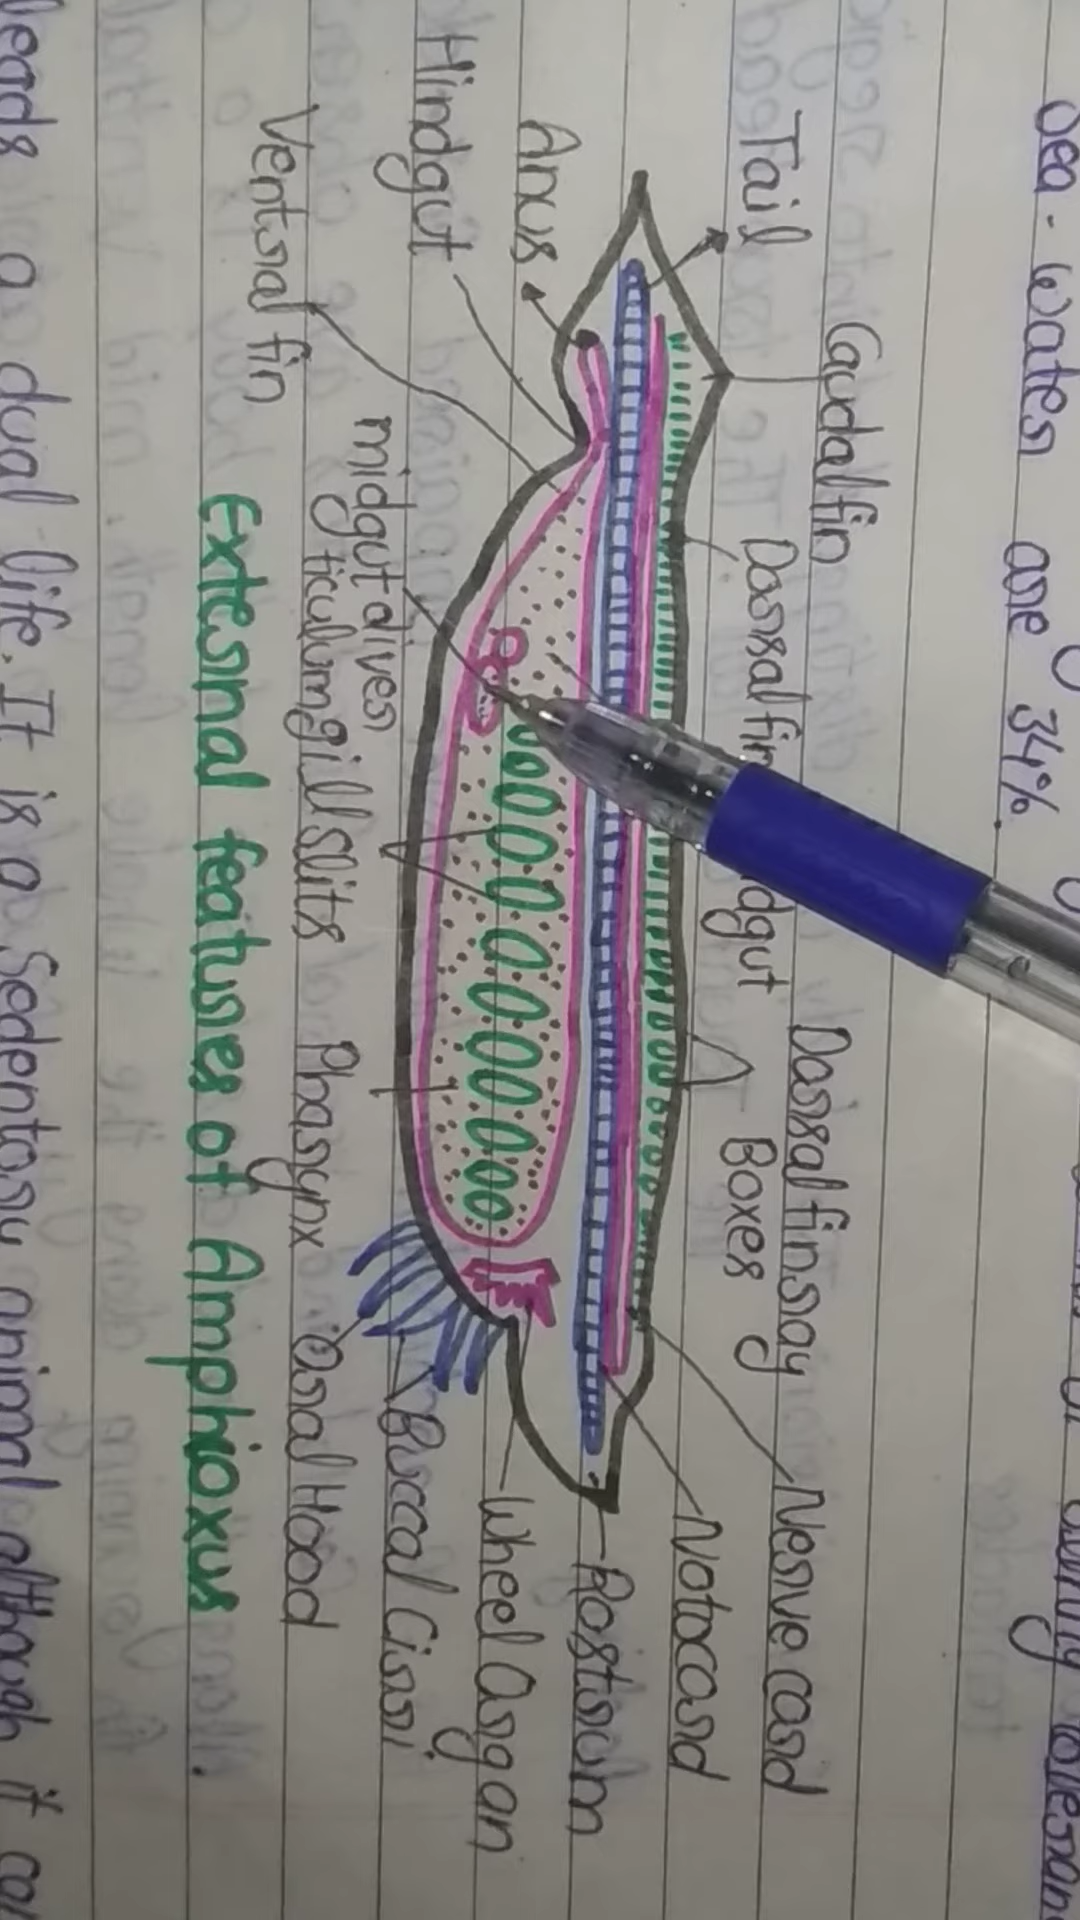 Sea-water are 34%.
Caudal fin
Tail
Dorsal fin
Dorsal fin ray
Boxes
Nerve cord
Notocord
Rostrum
Wheel Organ
Buccal Cirri
Oral Hood
Pharynx
gill slits
midgut diver
ticulum
Ventral fin
Hindgut
Anus
External features of Amphioxus
leads a dual life. It is a Sedentary animal although it